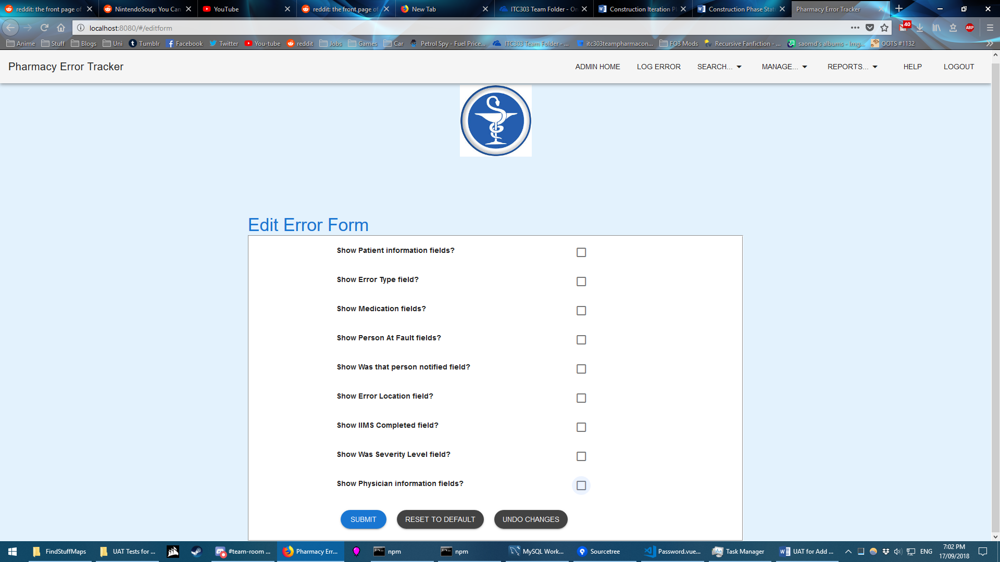 reddit: the front page of
NintendoSoup: You Can
YouTube
reddit: the front page of
New Tab
ITC303 Team Folder - On
Construction Iteration P
Construction Phase Stat
Pharmacy Error Tracker
localhost:8080/#/editform
40
ABP
Anime
Stuff
Blogs
Uni
Tumblr
Facebook
Twitter
You-tube
reddit
Jobs
Games
Car
Petrol Spy - Fuel Price...
ITC303 Team Folder - ...
itc303teampharmacon...
FO3 Mods
Recursive Fanfiction - ...
saomd's albums - Img...
OOTS #1132
Pharmacy Error Tracker
ADMIN HOME
LOG ERROR
SEARCH...
MANAGE...
REPORTS...
HELP
LOGOUT
Edit Error Form
Show Patient information fields?
Show Error Type field?
Show Medication fields?
Show Person At Fault fields?
Show Was that person notified field?
Show Error Location field?
Show IIMS Completed field?
Show Was Severity Level field?
Show Physician information fields?
SUBMIT
RESET TO DEFAULT
UNDO CHANGES
FindStuffMaps
UAT Tests for ...
#team-room ...
Pharmacy Err...
npm
npm
MySQL Work...
Sourcetree
Password.vue...
Task Manager
UAT for Add ...
ENG
7:02 PM
17/09/2018